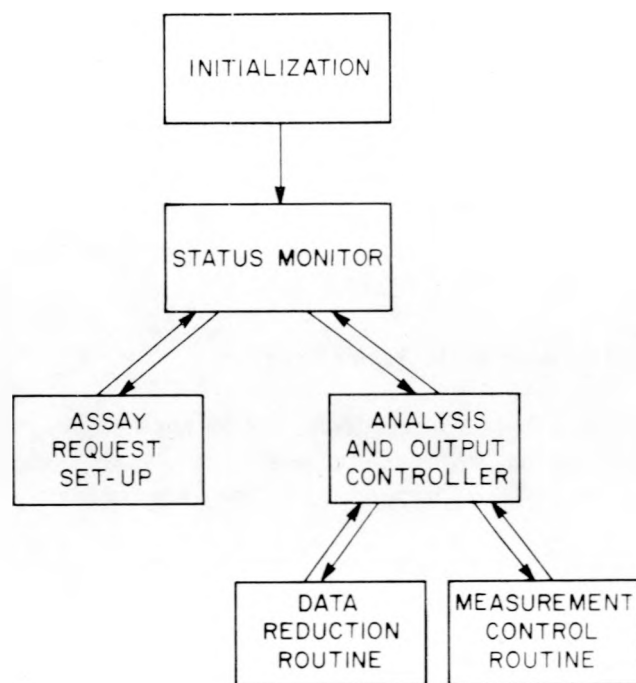 INITIALIZATION
STATUS MONITOR
ASSAY
REQUEST
SET-UP
ANALYSIS
AND OUTPUT
CONTROLLER
DATA
REDUCTION
ROUTINE
MEASUREMENT
CONTROL
ROUTINE